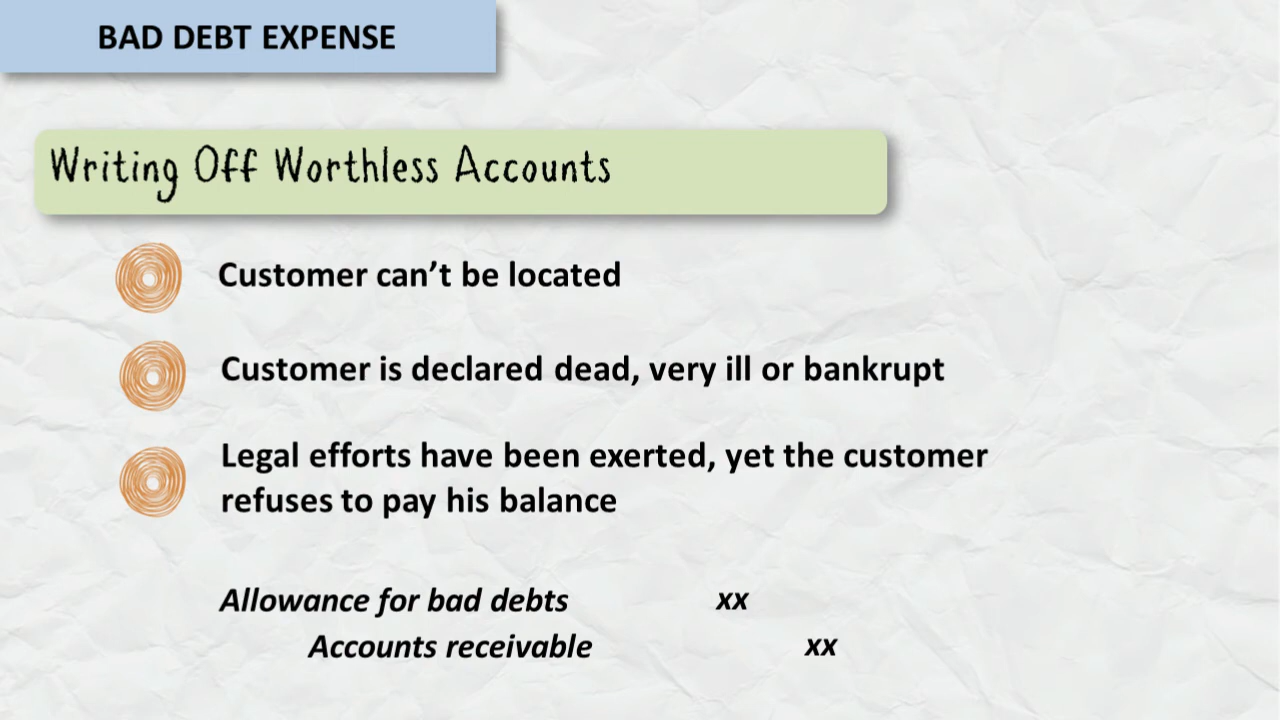 BAD DEBT EXPENSE
Writing Off Worthless Accounts
Customer can’t be located
Customer is declared dead, very ill or bankrupt
Legal efforts have been exerted, yet the customer
refuses to pay his balance
Allowance for bad debts xx
Accounts receivable xx